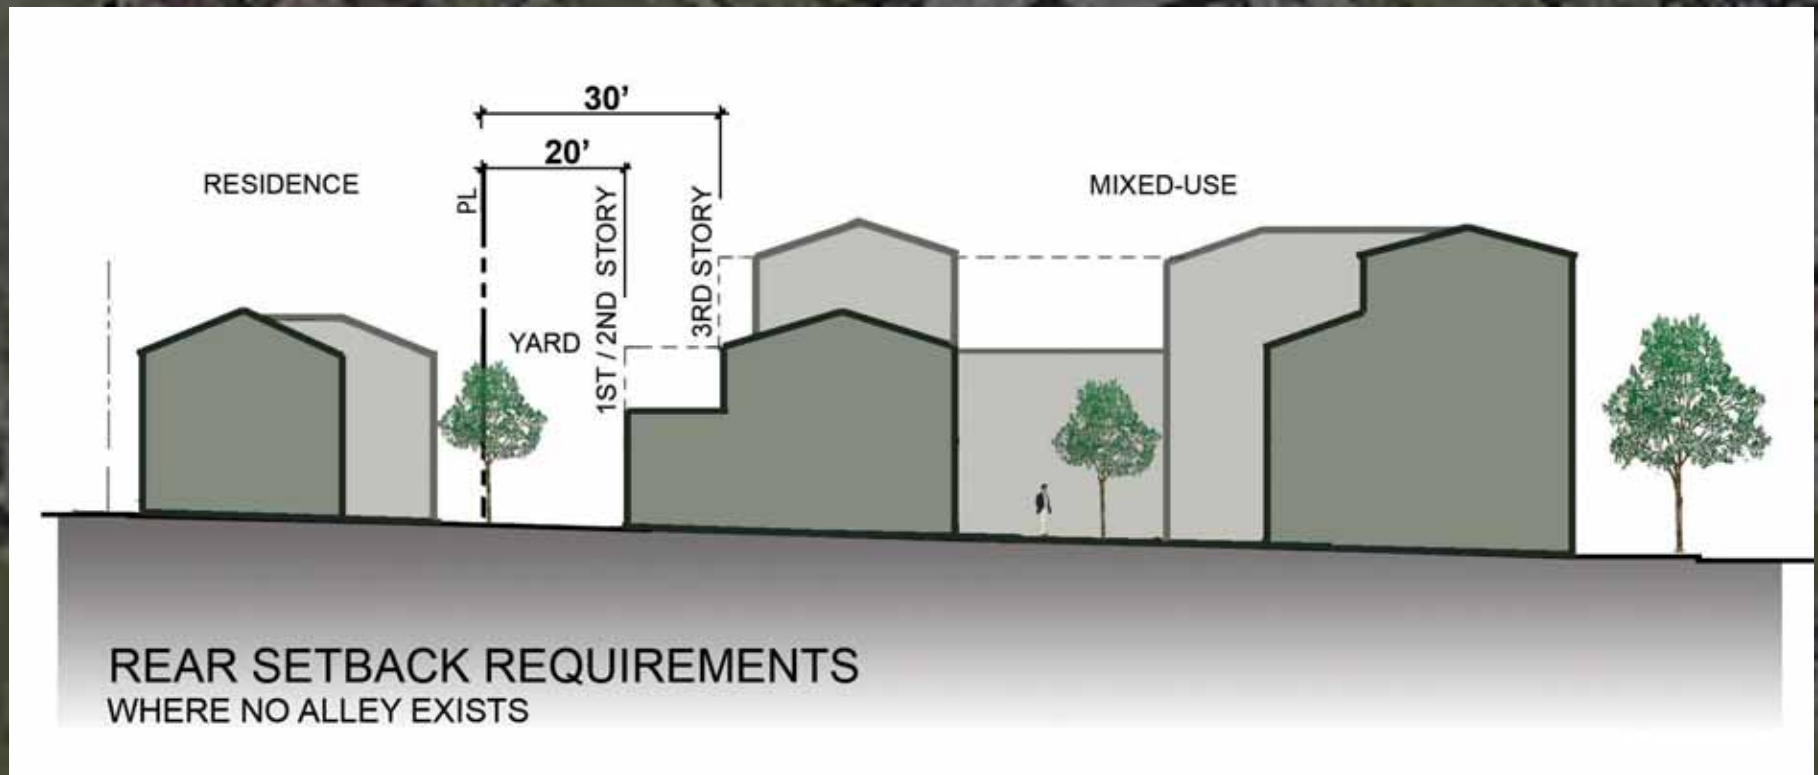 30’
20’
RESIDENCE
PL
1ST / 2ND STORY
3RD STORY
MIXED-USE
YARD
REAR SETBACK REQUIREMENTS
WHERE NO ALLEY EXISTS